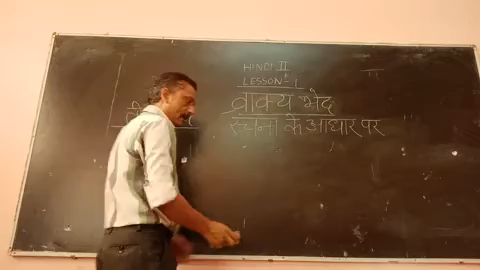 HINDI II
LESSON-1
वाक्य भेद
रचना के आधार पर